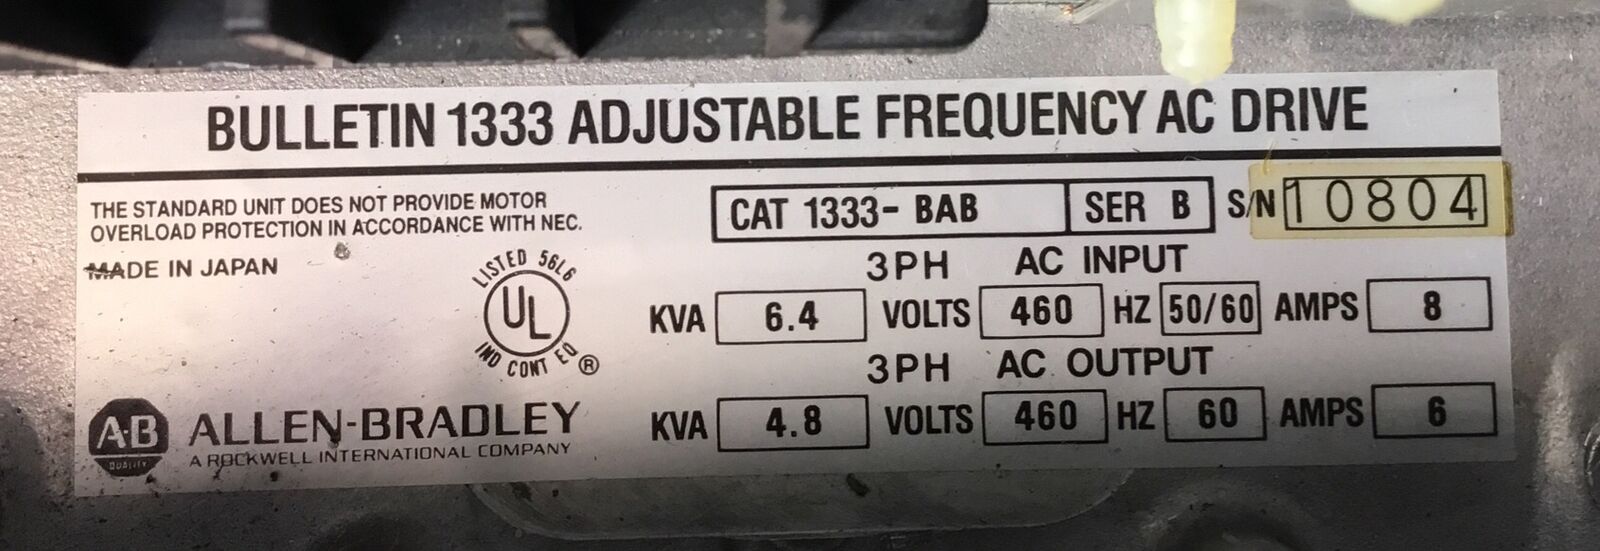 BULLETIN 1333 ADJUSTABLE FREQUENCY AC DRIVE
THE STANDARD UNIT DOES NOT PROVIDE MOTOR
OVERLOAD PROTECTION IN ACCORDANCE WITH NEC.
MADE IN JAPAN
LISTED 56L6
UL
IND CONT EQ ®
CAT 1333- BAB SER B S/N 10804
3PH AC INPUT
KVA 6.4 VOLTS 460 HZ 50/60 AMPS 8
3PH AC OUTPUT
KVA 4.8 VOLTS 460 HZ 60 AMPS 6
A·B
QUALITY
ALLEN-BRADLEY
A ROCKWELL INTERNATIONAL COMPANY